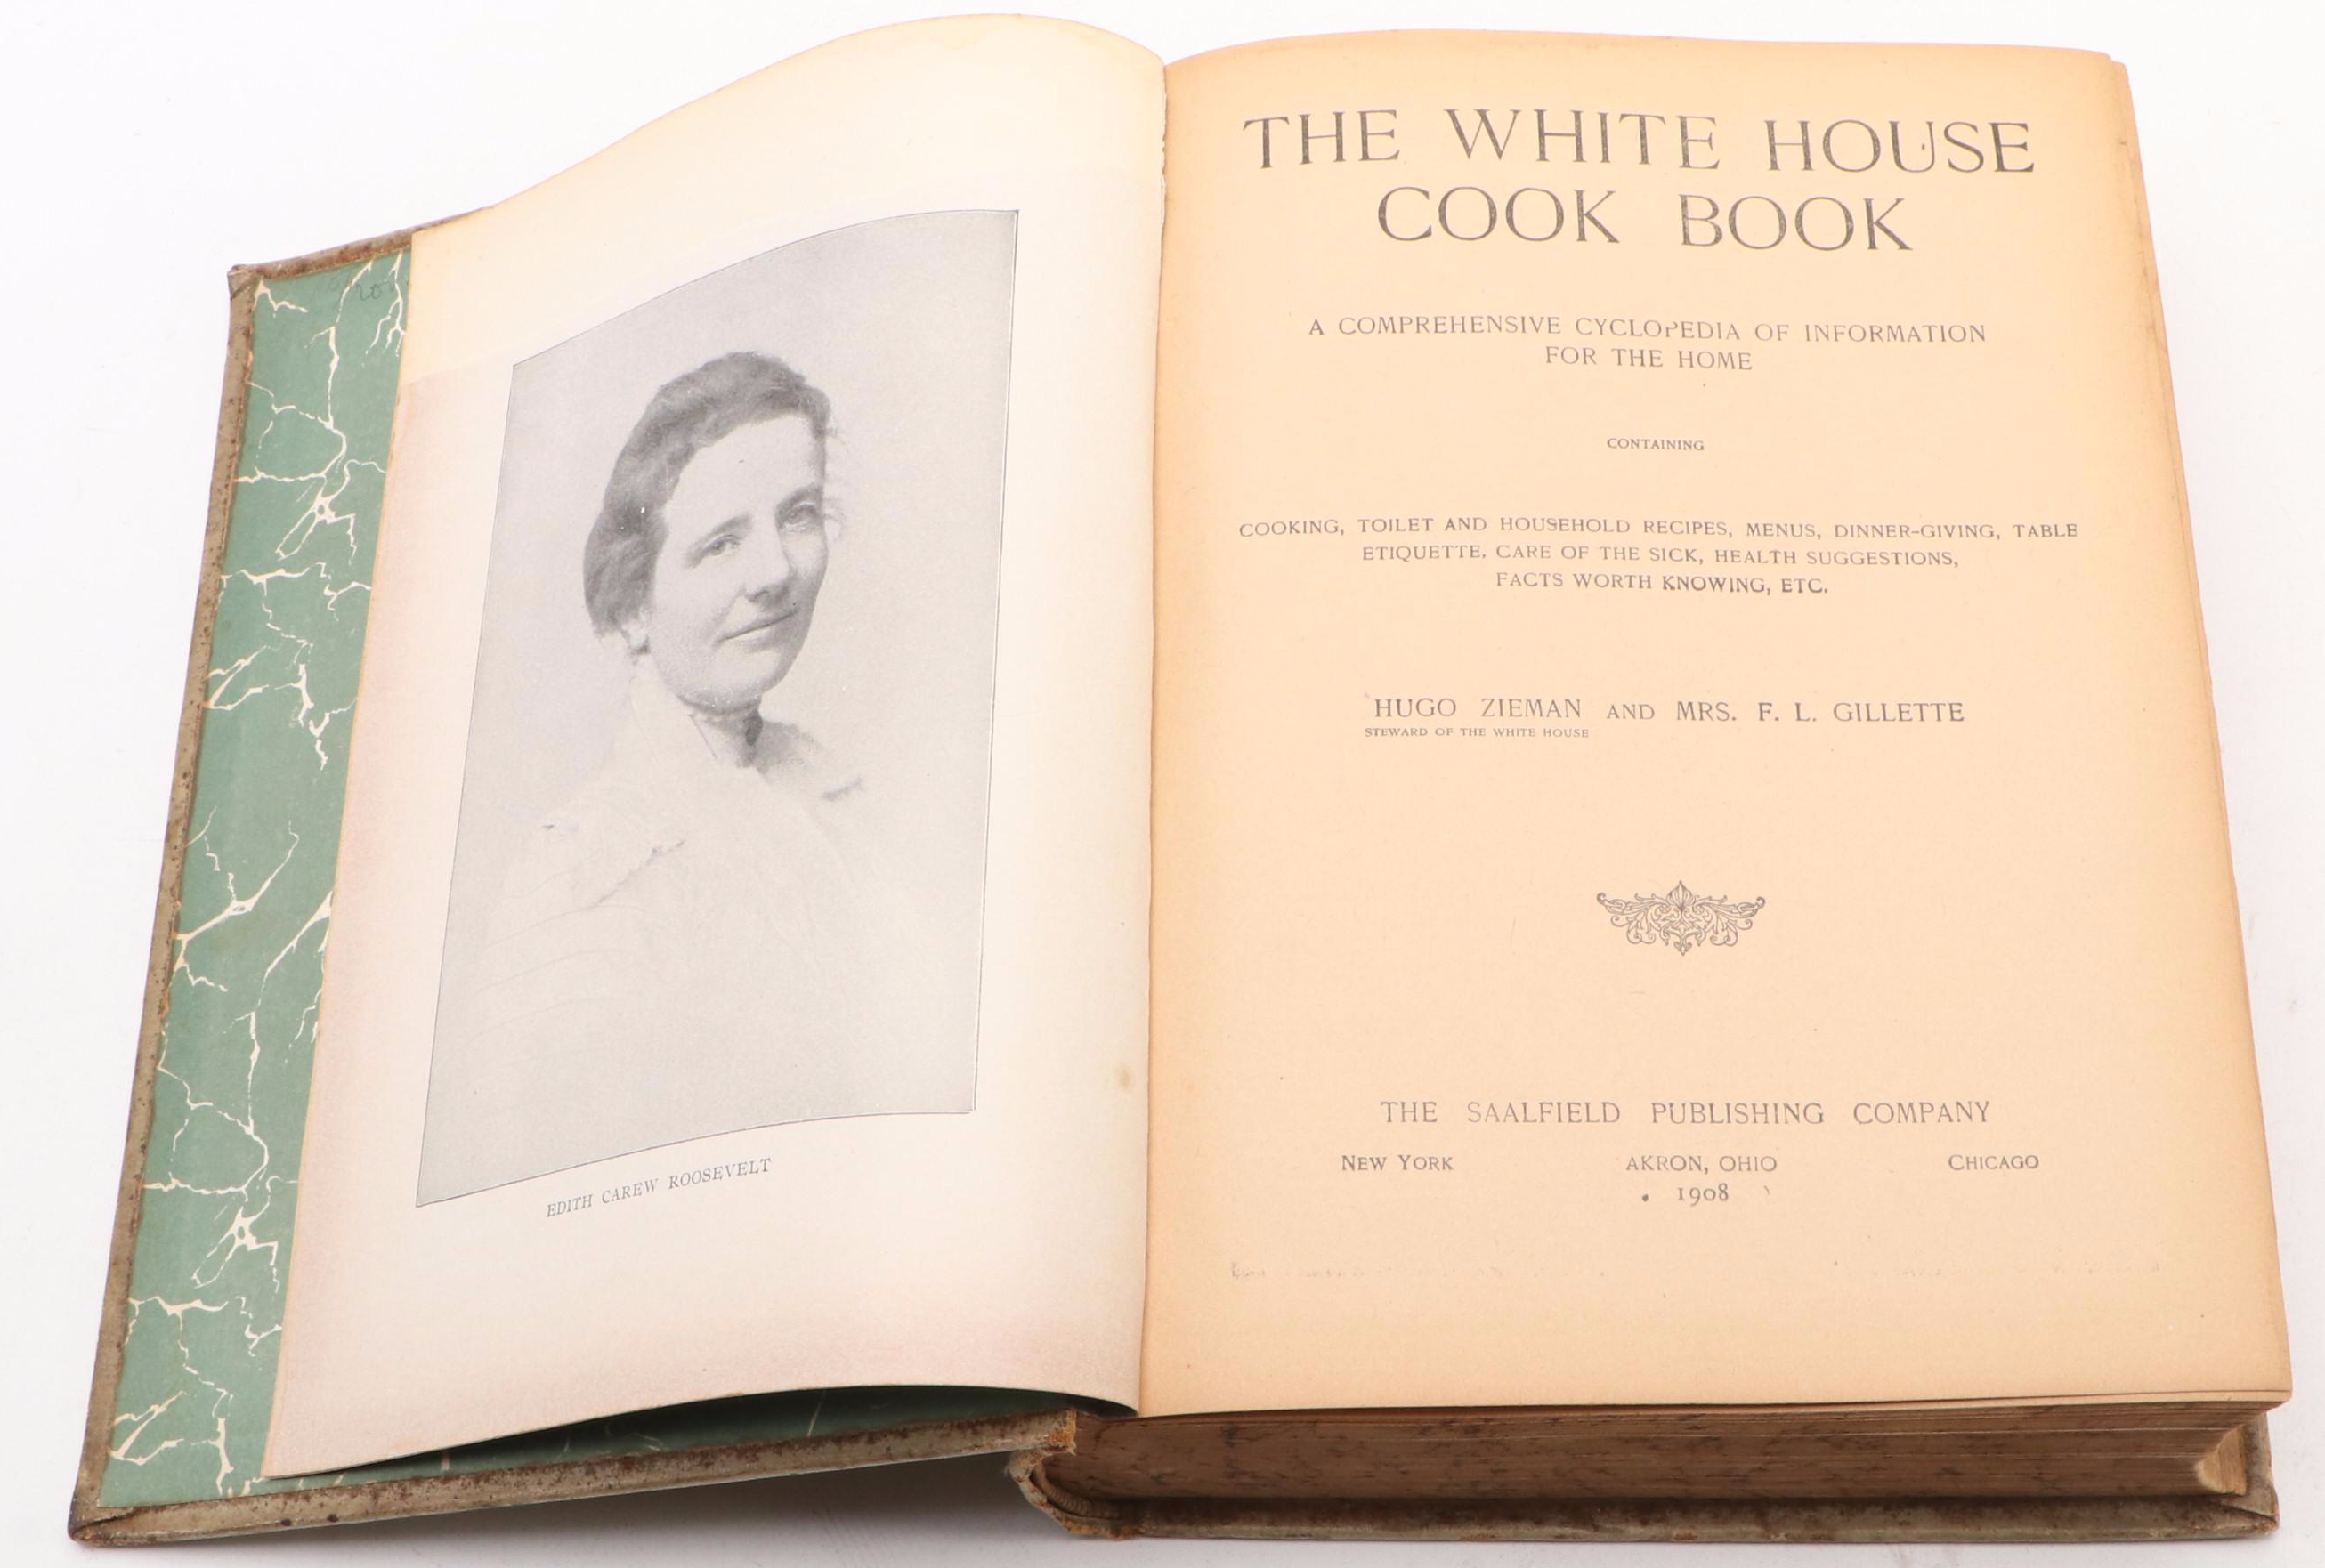 EDITH CAREW ROOSEVELT
THE WHITE HOUSE
COOK BOOK
A COMPREHENSIVE CYCLOPEDIA OF INFORMATION
FOR THE HOME
CONTAINING
COOKING, TOILET AND HOUSEHOLD RECIPES, MENUS, DINNER-GIVING, TABLE
ETIQUETTE, CARE OF THE SICK, HEALTH SUGGESTIONS,
FACTS WORTH KNOWING, ETC.
HUGO ZIEMAN AND MRS. F. L. GILLETTE
STEWARD OF THE WHITE HOUSE
THE SAALFIELD PUBLISHING COMPANY
NEW YORK AKRON, OHIO CHICAGO
1908